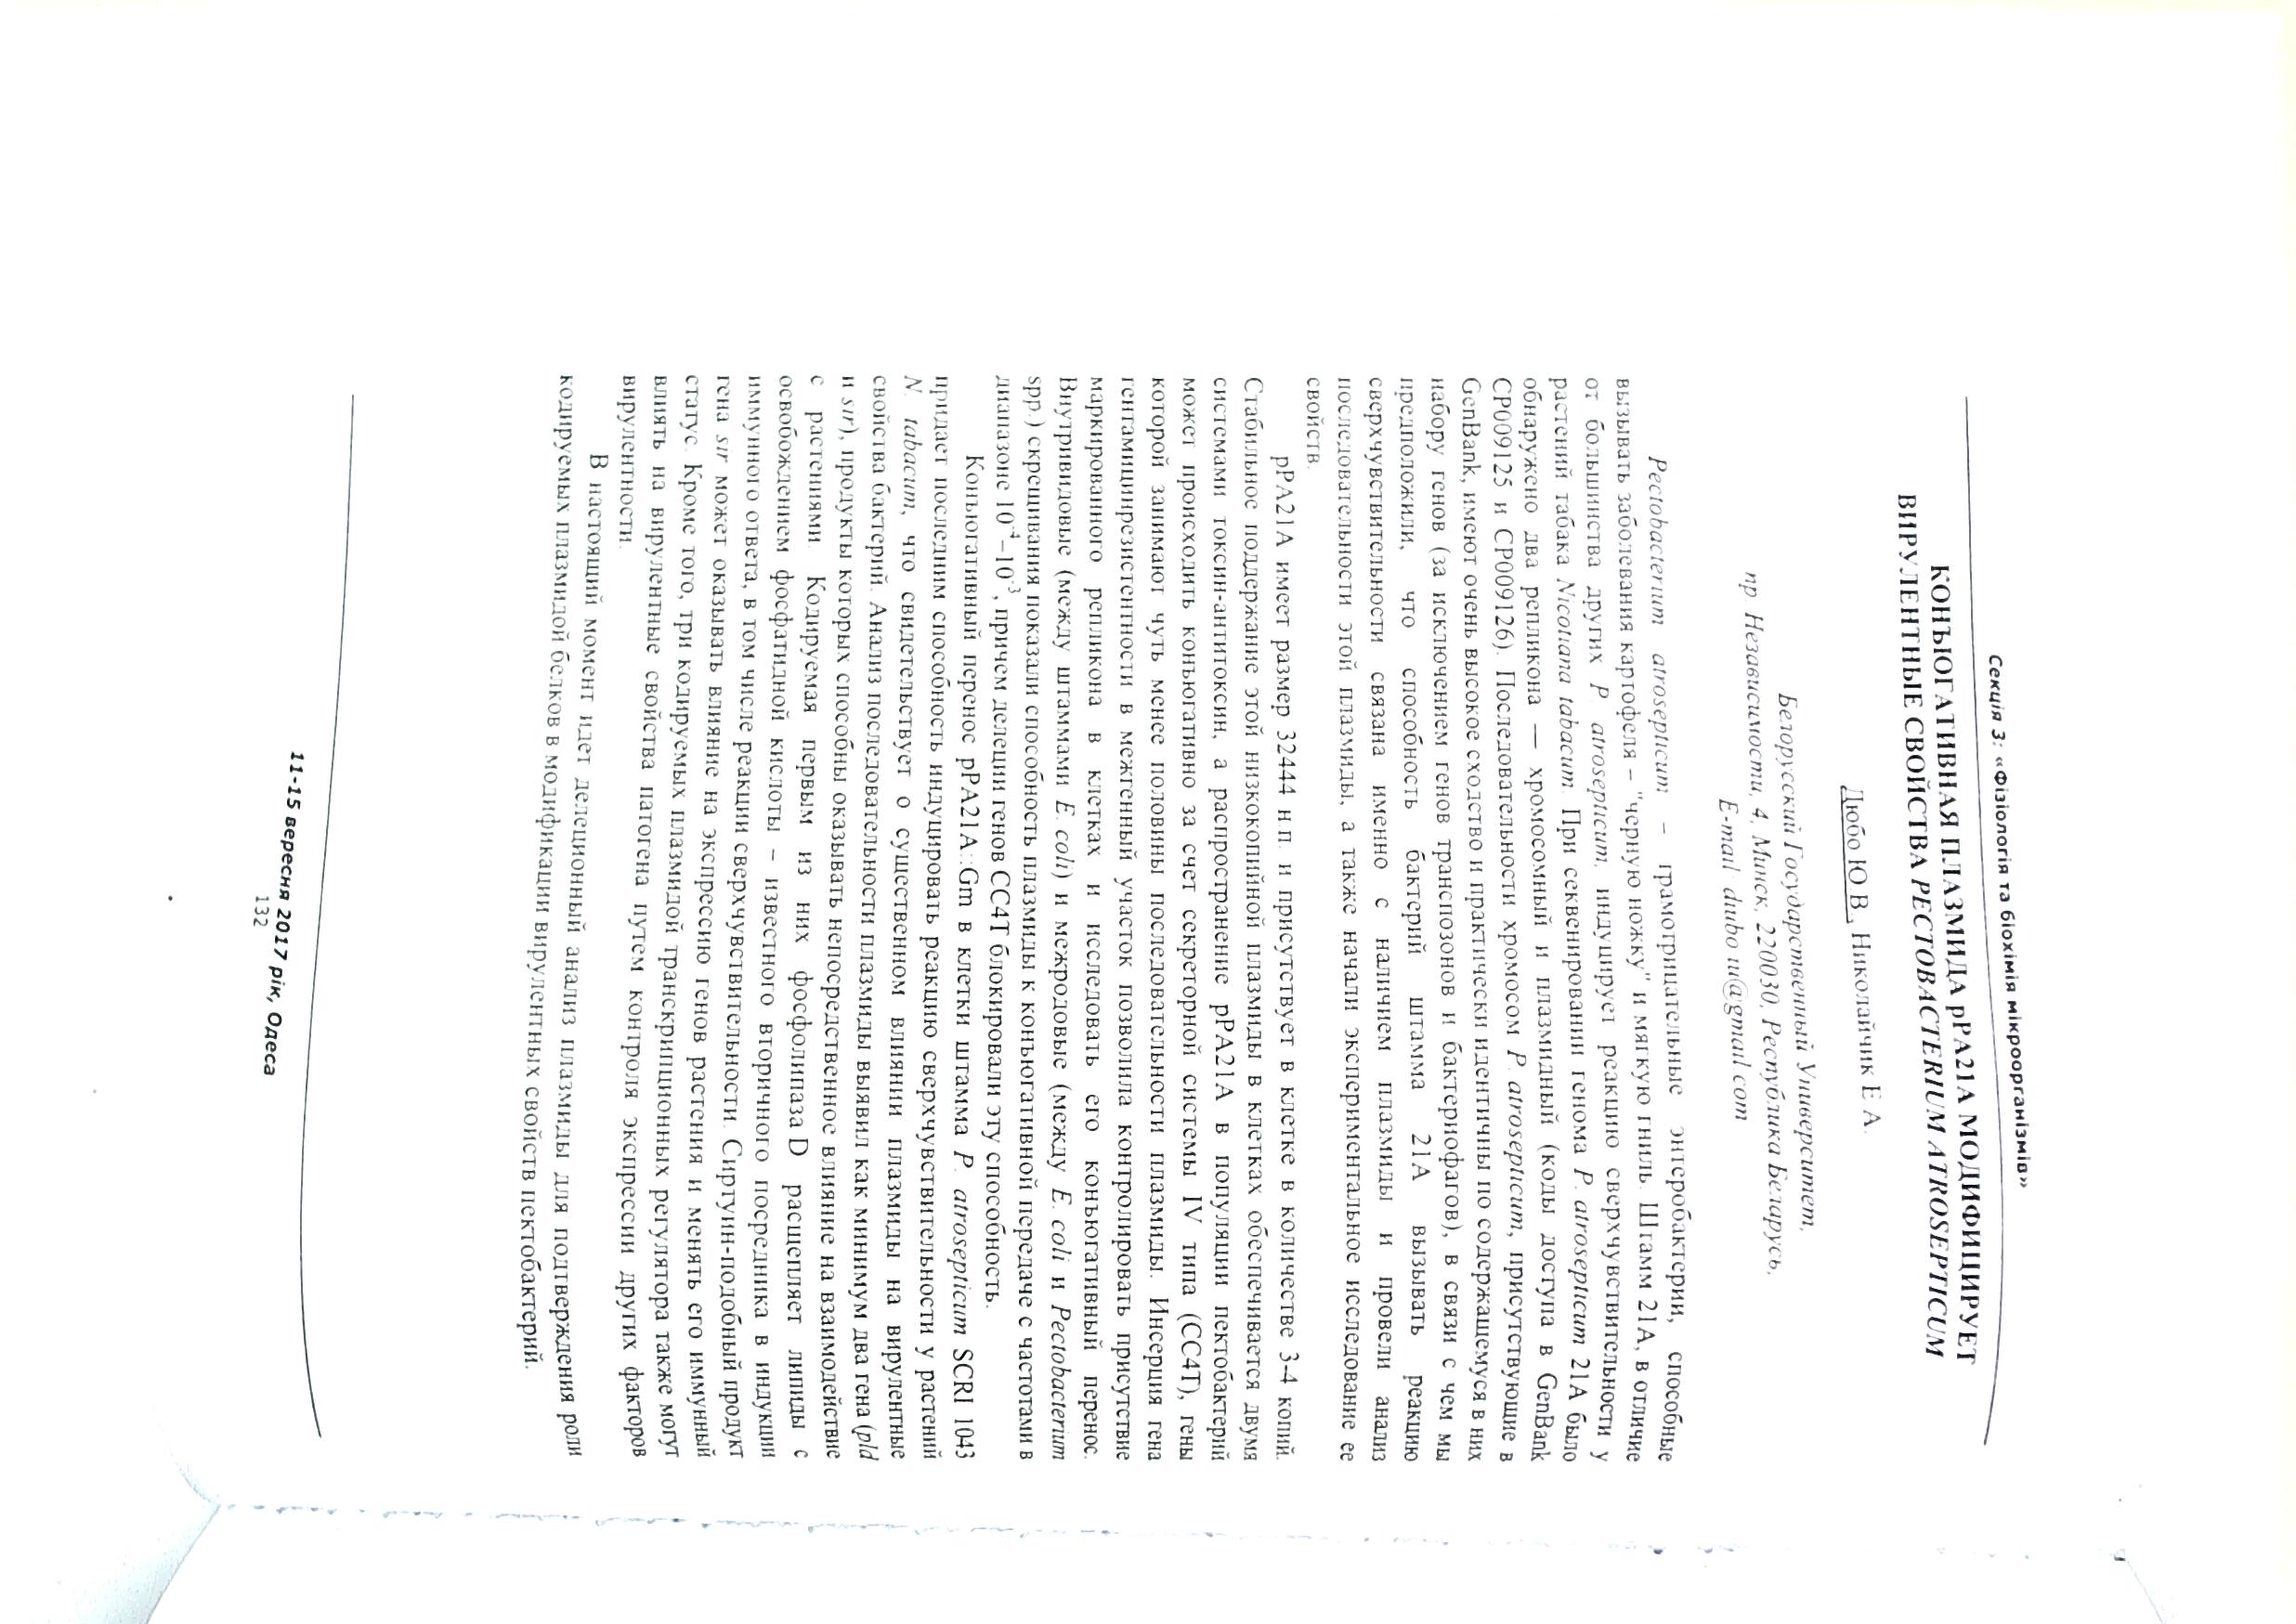 Секція 3: «Фізіологія та біохімія мікроорганізмів»
КОНЪЮГАТИВНАЯ ПЛАЗМИДА pPA21A МОДИФИЦИРУЕТ
ВИРУЛЕНТНЫЕ СВОЙСТВА PECTOBACTERIUM ATROSEPTICUM
Дюбо Ю.В., Николайчик Е.А.
Белорусский Государственный Университет,
пр. Независимости, 4, Минск, 220030, Республика Беларусь,
E-mail: diubo.iu@gmail.com
Pectobacterium atrosepticum – грамотрицательные энтеробактерии, способные
вызывать заболевания картофеля – "черную ножку" и мягкую гниль. Штамм 21А, в отличие
от большинства других P. atrosepticum, индуцирует реакцию сверхчувствительности у
растений табака Nicotiana tabacum. При секвенировании генома P. atrosepticum 21A было
обнаружено два репликона — хромосомный и плазмидный (коды доступа в GenBank
CP009125 и CP009126). Последовательности хромосом P. atrosepticum, присутствующие в
GenBank, имеют очень высокое сходство и практически идентичны по содержащемуся в них
набору генов (за исключением генов транспозонов и бактериофагов), в связи с чем мы
предположили, что способность бактерий штамма 21А вызывать реакцию
сверхчувствительности связана именно с наличием плазмиды и провели анализ
последовательности этой плазмиды, а также начали экспериментальное исследование ее
свойств.
pPA21A имеет размер 32444 н.п. и присутствует в клетке в количестве 3-4 копий.
Стабильное поддержание этой низкокопийной плазмиды в клетках обеспечивается двумя
системами токсин-антитоксин, а распространение pPA21A в популяции пектобактерий
может происходить конъюгативно за счет секреторной системы IV типа (СС4Т), гены
которой занимают чуть менее половины последовательности плазмиды. Инсерция гена
гентамицинрезистентности в межгенный участок позволила контролировать присутствие
маркированного репликона в клетках и исследовать его конъюгативный перенос.
Внутривидовые (между штаммами E. coli) и межродовые (между E. coli и Pectobacterium
spp.) скрещивания показали способность плазмиды к конъюгативной передаче с частотами в
диапазоне 10⁻⁴–10⁻³, причем делеции генов СС4Т блокировали эту способность.
Конъюгативный перенос pPA21A::Gm в клетки штамма P. atrosepticum SCRI 1043
придает последним способность индуцировать реакцию сверхчувствительности у растений
N. tabacum, что свидетельствует о существенном влиянии плазмиды на вирулентные
свойства бактерий. Анализ последовательности плазмиды выявил как минимум два гена (pld
и sir), продукты которых способны оказывать непосредственное влияние на взаимодействие
с растениями. Кодируемая первым из них фосфолипаза D расщепляет липиды с
освобождением фосфатидной кислоты – известного вторичного посредника в индукции
иммунного ответа, в том числе реакции сверхчувствительности. Сиртуин-подобный продукт
гена sir может оказывать влияние на экспрессию генов растения и менять его иммунный
статус. Кроме того, три кодируемых плазмидой транскрипционных регулятора также могут
влиять на вирулентные свойства патогена путем контроля экспрессии других факторов
вирулентности.
В настоящий момент идет делеционный анализ плазмиды для подтверждения роли
кодируемых плазмидой белков в модификации вирулентных свойств пектобактерий.
11-15 вересня 2017 рік, Одеса
132